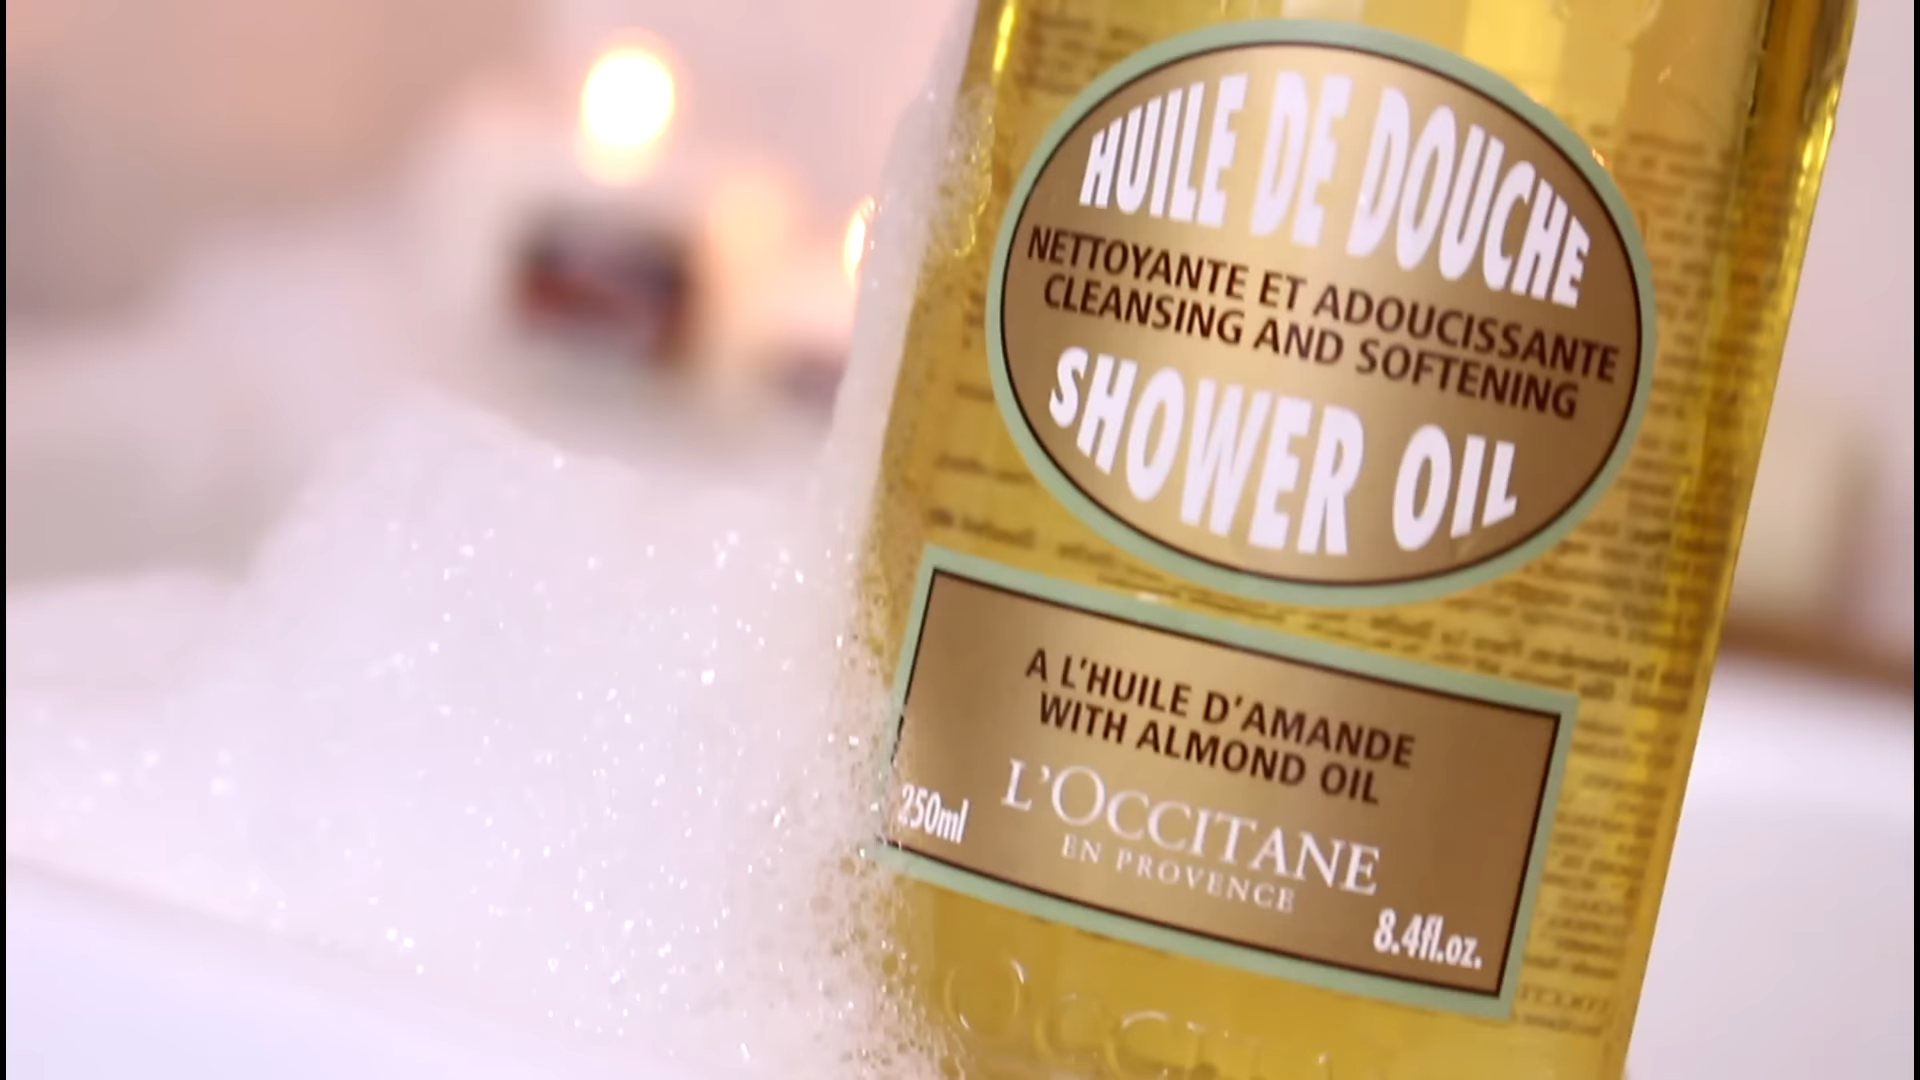 HUILE DE DOUCHE
NETTOYANTE ET ADOUCISSANTE
CLEANSING AND SOFTENING
SHOWER OIL
A L'HUILE D'AMANDE
WITH ALMOND OIL
250ml
L'OCCITANE
EN PROVENCE
8.4fl.oz.